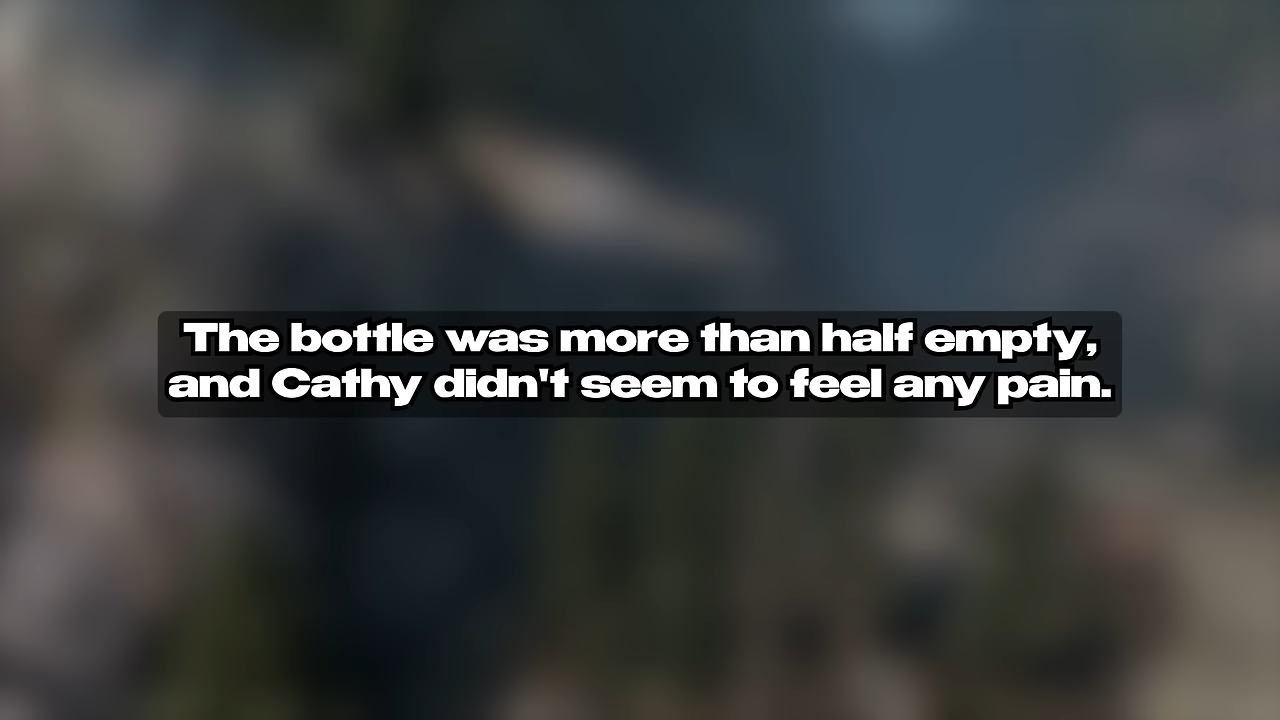 The bottle was more than half empty,
and Cathy didn't seem to feel any pain.